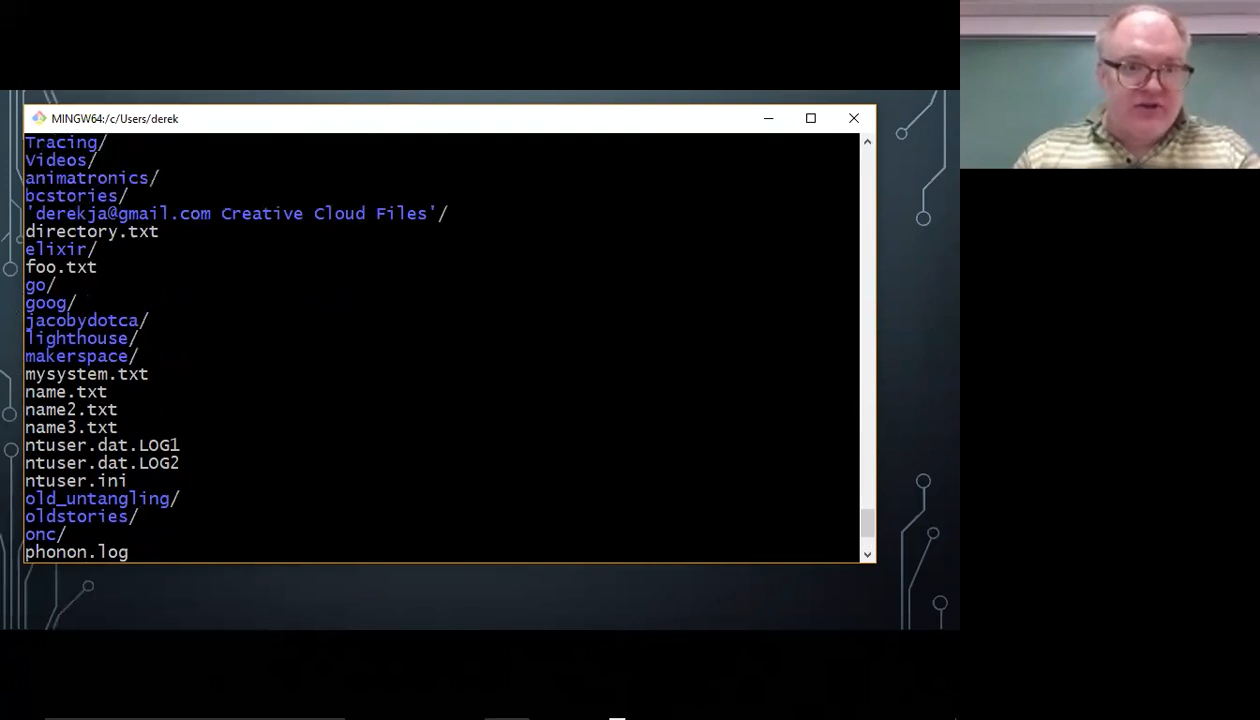 MINGW64:/c/Users/derek
Tracing/
Videos/
animatronics/
bcstories/
'derekja@gmail.com Creative Cloud Files'/
directory.txt
elixir/
foo.txt
go/
goog/
jacobydotca/
lighthouse/
makerspace/
mysystem.txt
name.txt
name2.txt
name3.txt
ntuser.dat.LOG1
ntuser.dat.LOG2
ntuser.ini
old_untangling/
oldstories/
onc/
phonon.log